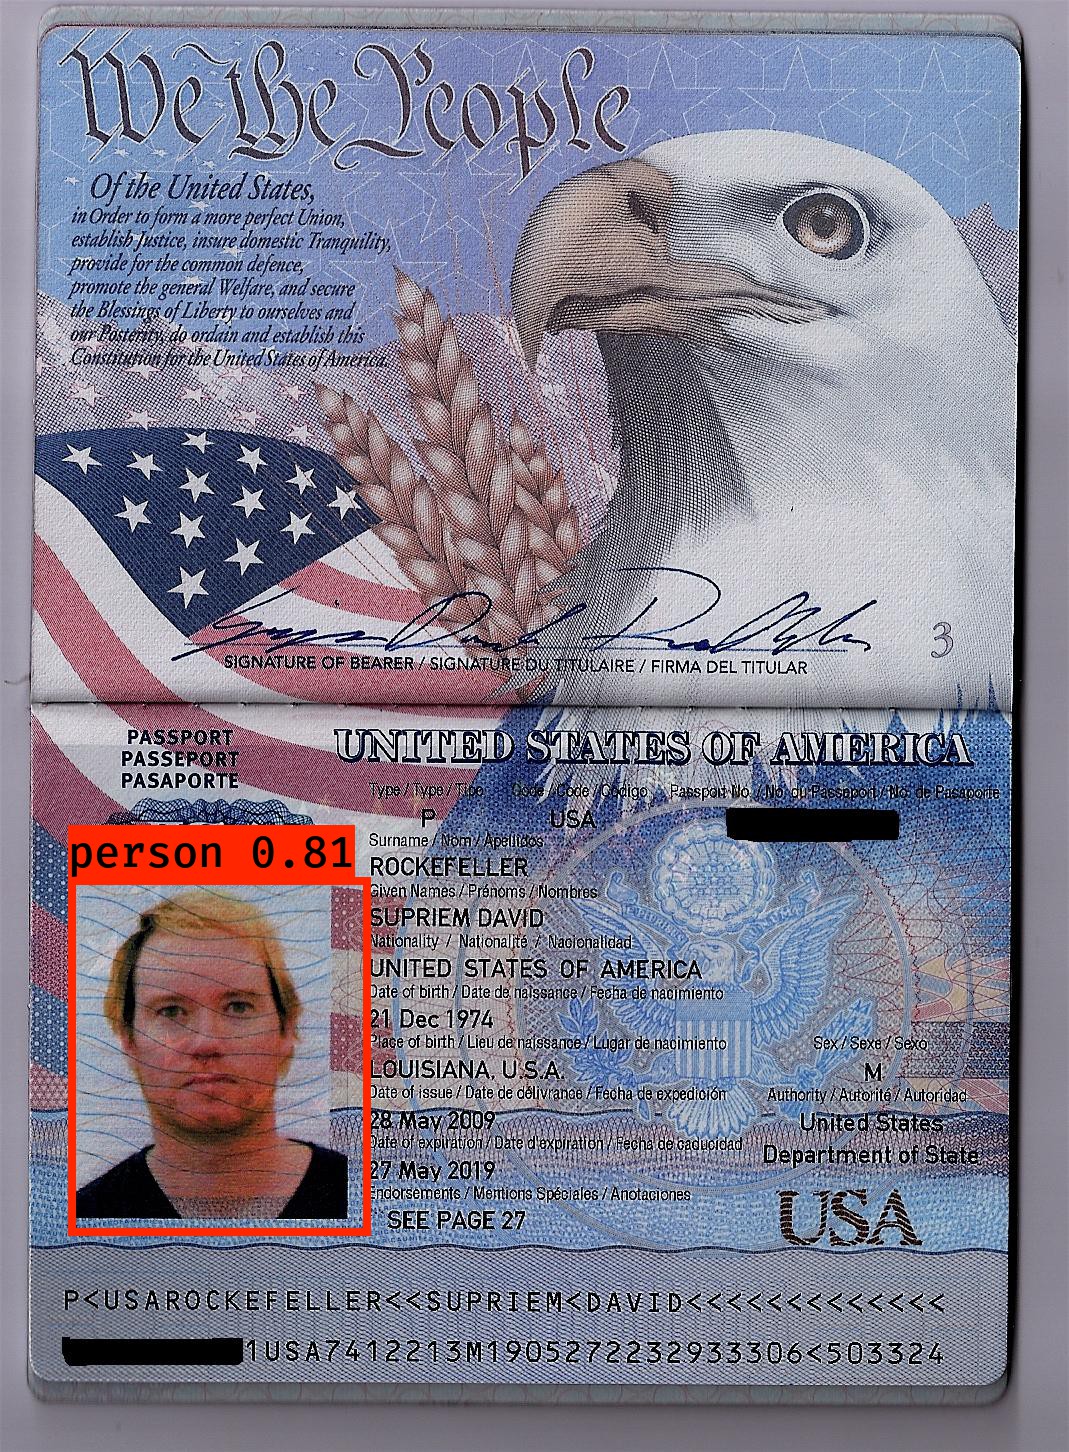 We the People
Of the United States,
in Order to form a more perfect Union,
establish Justice, insure domestic Tranquility,
provide for the common defence,
promote the general Welfare, and secure
the Blessings of Liberty to ourselves and
our Posterity, do ordain and establish this
Constitution for the United States of America.
SIGNATURE OF BEARER / SIGNATURE DU TITULAIRE / FIRMA DEL TITULAR
3
PASSPORT
PASSEPORT
PASAPORTE
UNITED STATES OF AMERICA
Type / Type / Tipo Code / Code / Código Passport No. / No. du Passeport / No. de Pasaporte
P USA
Surname / Nom / Apellidos
ROCKEFELLER
Given Names / Prénoms / Nombres
SUPRIEM DAVID
Nationality / Nationalité / Nacionalidad
UNITED STATES OF AMERICA
Date of birth / Date de naissance / Fecha de nacimiento
21 Dec 1974
Place of birth / Lieu de naissance / Lugar de nacimiento Sex / Sexe / Sexo
LOUISIANA, U.S.A. M
Date of issue / Date de délivrance / Fecha de expedición Authority / Autorité / Autoridad
28 May 2009 United States
Date of expiration / Date d'expiration / Fecha de caducidad Department of State
27 May 2019
Endorsements / Mentions Spéciales / Anotaciones
SEE PAGE 27
USA
person 0.81
P<USAROCKEFELLER<<SUPRIEM<DAVID<<<<<<<<<<<<<
1USA7412213M1905272232933306<503324